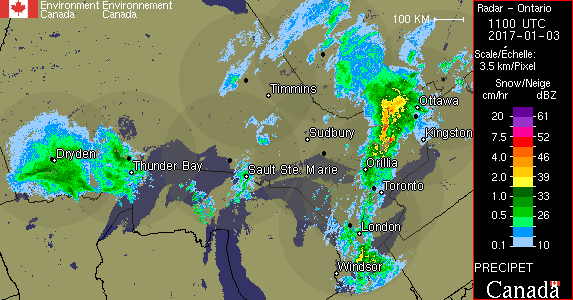 Environment Environnement
Canada Canada
Radar - Ontario
1100 UTC
2017-01-03
100 KM
Scale/Échelle:
3.5 km/Pixel
Snow/Neige
cm/hr dBZ
20 61
7.5 52
4.0 46
2.0 39
1.0 33
0.5 26
0.1 10
Timmins
Ottawa
Sudbury
Kingston
Dryden
Thunder Bay
Sault Ste. Marie
Orillia
Toronto
London
Windsor
PRECIPET
Canada